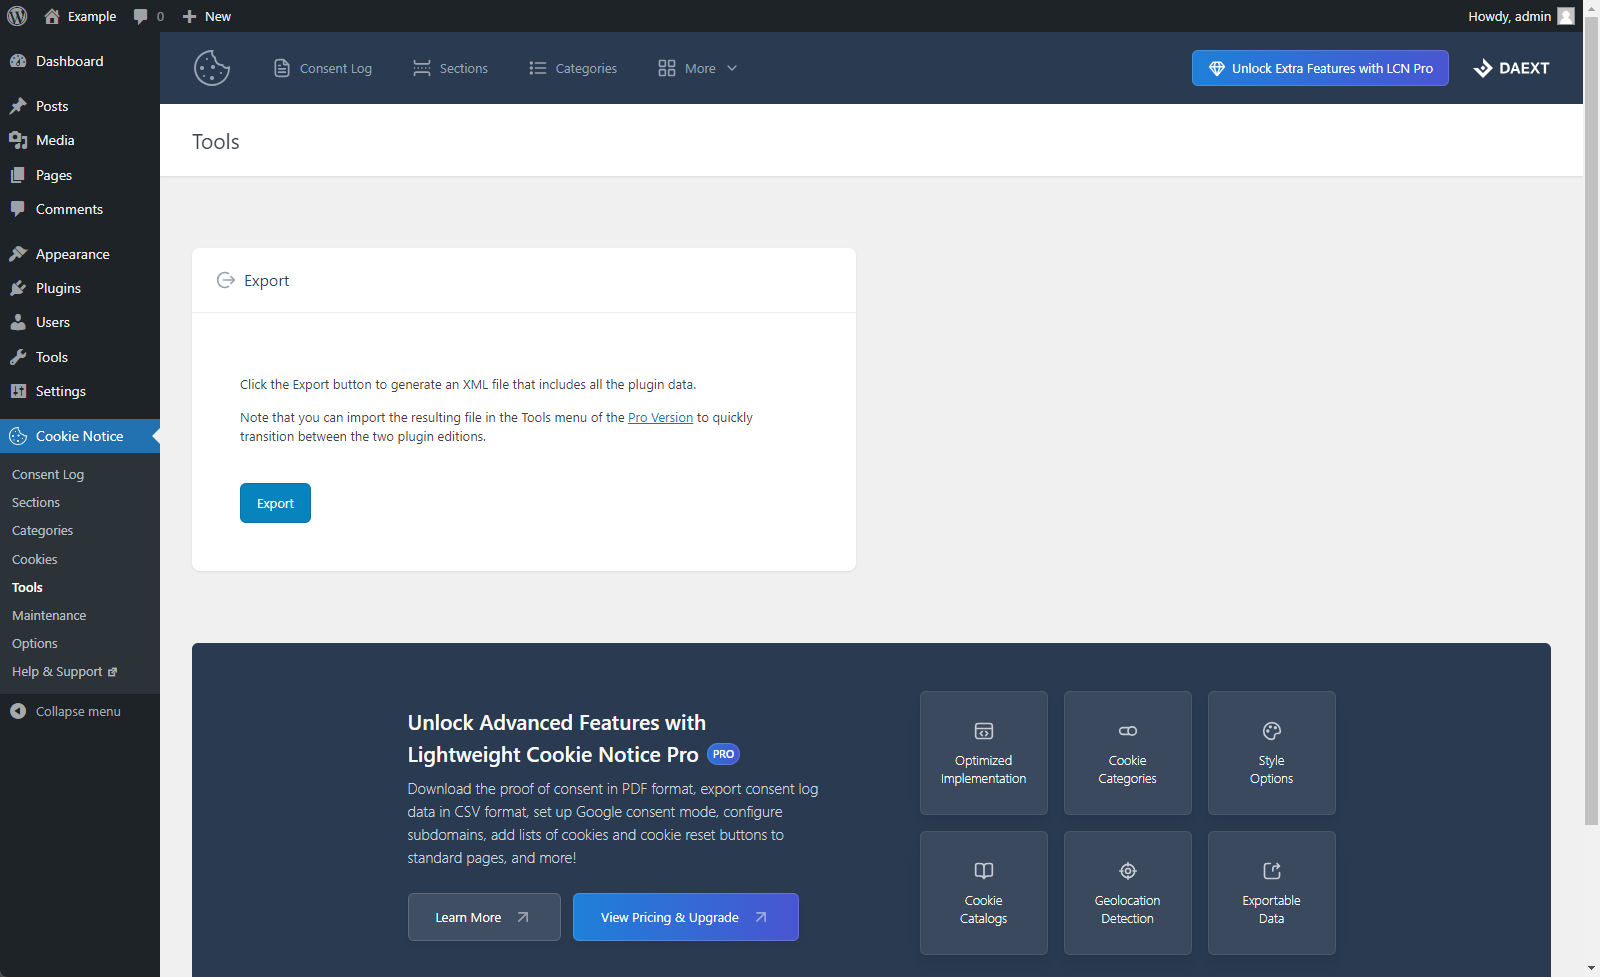 Example
0
New
Howdy, admin
Dashboard
Posts
Media
Pages
Comments
Appearance
Plugins
Users
Tools
Settings
Cookie Notice
Consent Log
Sections
Categories
Cookies
Tools
Maintenance
Options
Help & Support
Collapse menu
Consent Log
Sections
Categories
More
Unlock Extra Features with LCN Pro
DAEXT
Tools
Export
Click the Export button to generate an XML file that includes all the plugin data.
Note that you can import the resulting file in the Tools menu of the Pro Version to quickly
transition between the two plugin editions.
Export
Unlock Advanced Features with
Lightweight Cookie Notice Pro PRO
Download the proof of consent in PDF format, export consent log
data in CSV format, set up Google consent mode, configure
subdomains, add lists of cookies and cookie reset buttons to
standard pages, and more!
Learn More
View Pricing & Upgrade
Optimized
Implementation
Cookie
Categories
Style
Options
Cookie
Catalogs
Geolocation
Detection
Exportable
Data